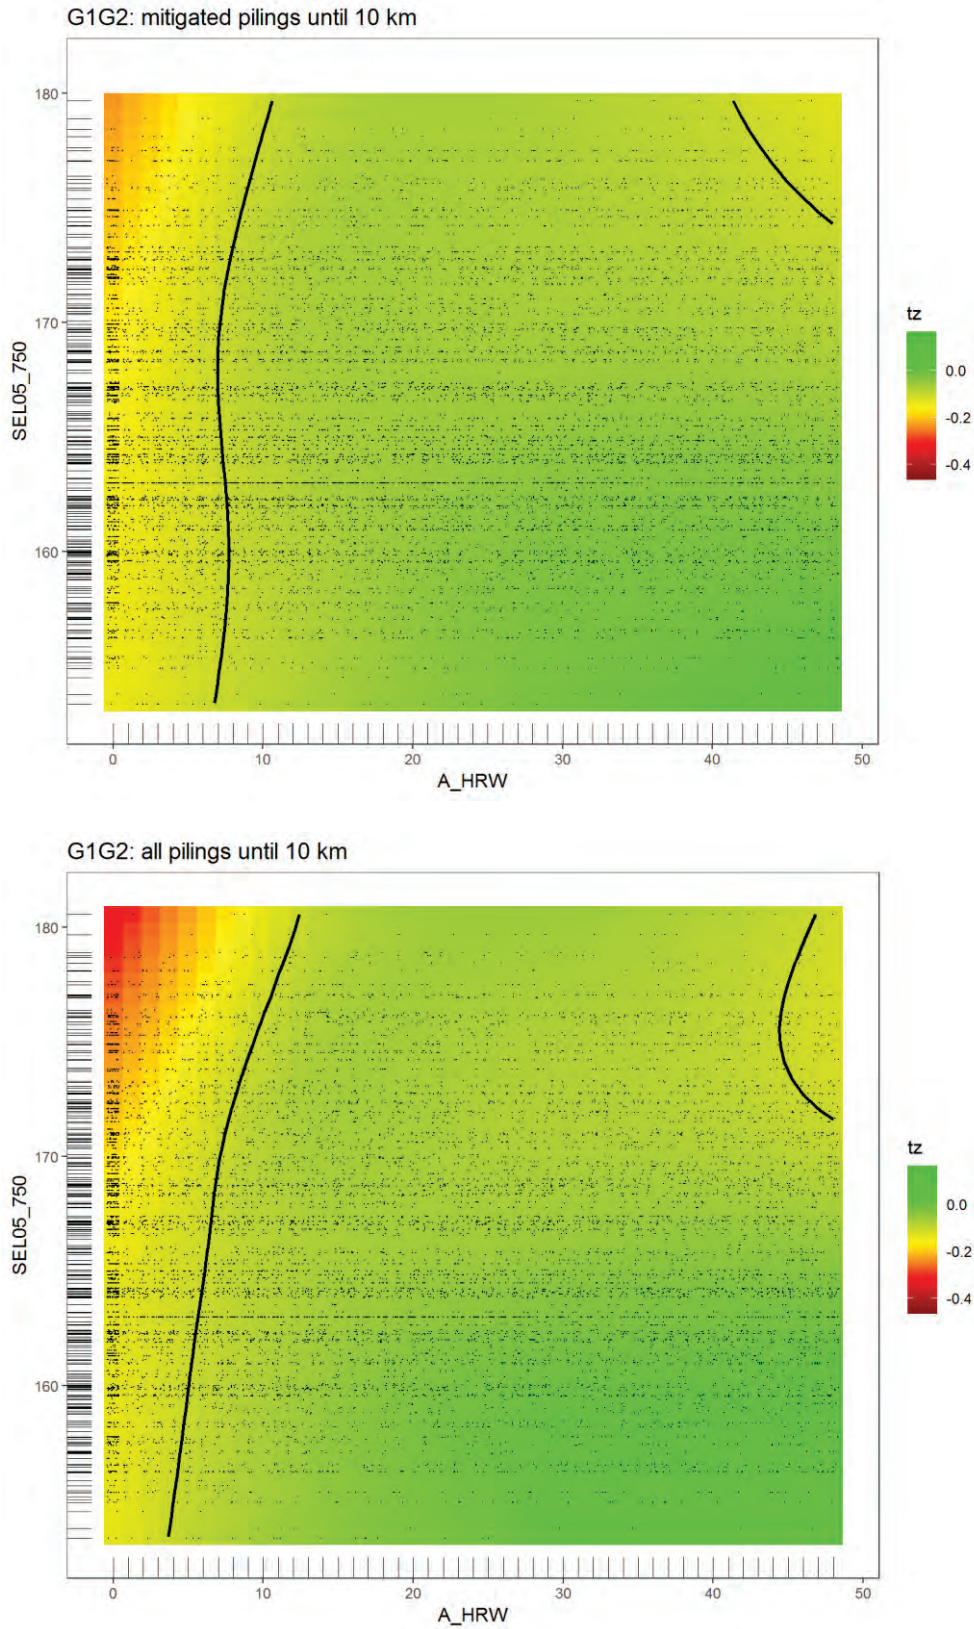 G1G2: mitigated pilings until 10 km
180
170
160
SEL05_750
0 10 20 30 40 50
A_HRW
tz
0.0
-0.2
-0.4
G1G2: all pilings until 10 km
180
170
160
SEL05_750
0 10 20 30 40 50
A_HRW
tz
0.0
-0.2
-0.4